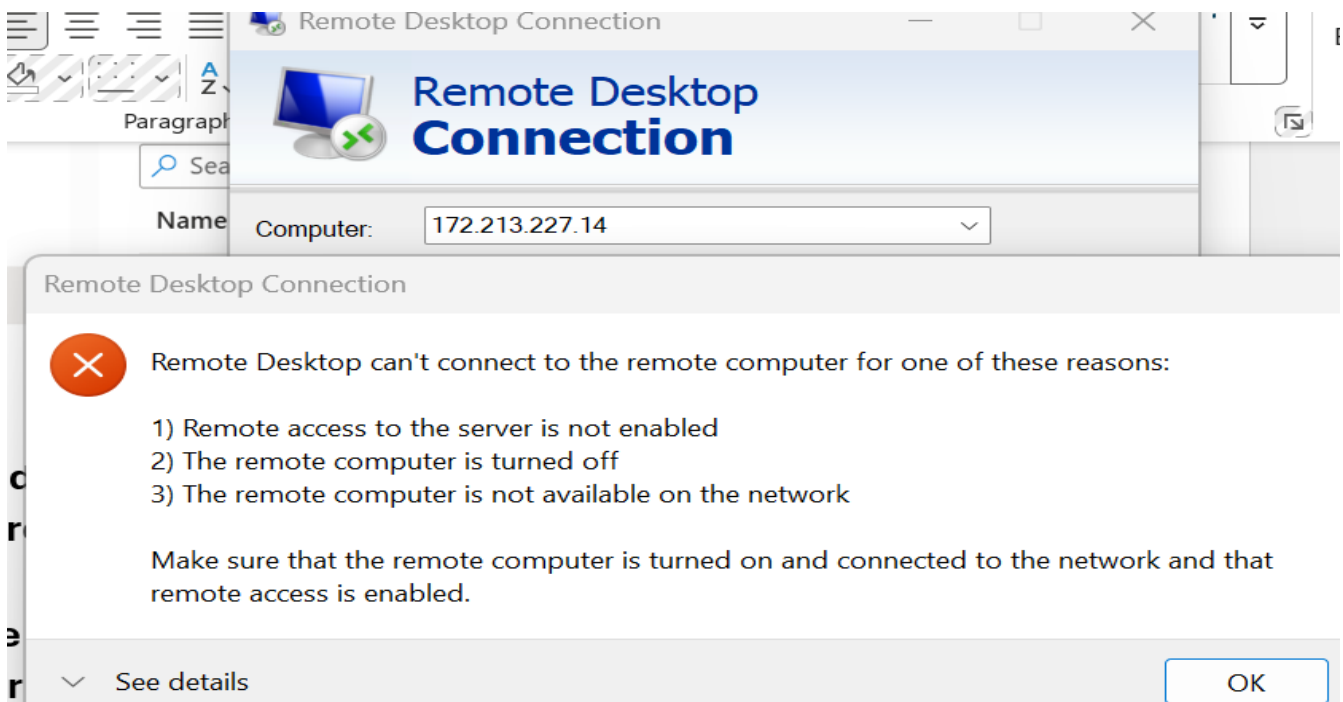 Remote Desktop Connection
Remote Desktop
Connection
Paragraph
Sea
Name
Computer:
172.213.227.14
Remote Desktop Connection
Remote Desktop can't connect to the remote computer for one of these reasons:
1) Remote access to the server is not enabled
2) The remote computer is turned off
3) The remote computer is not available on the network
Make sure that the remote computer is turned on and connected to the network and that
remote access is enabled.
See details
OK